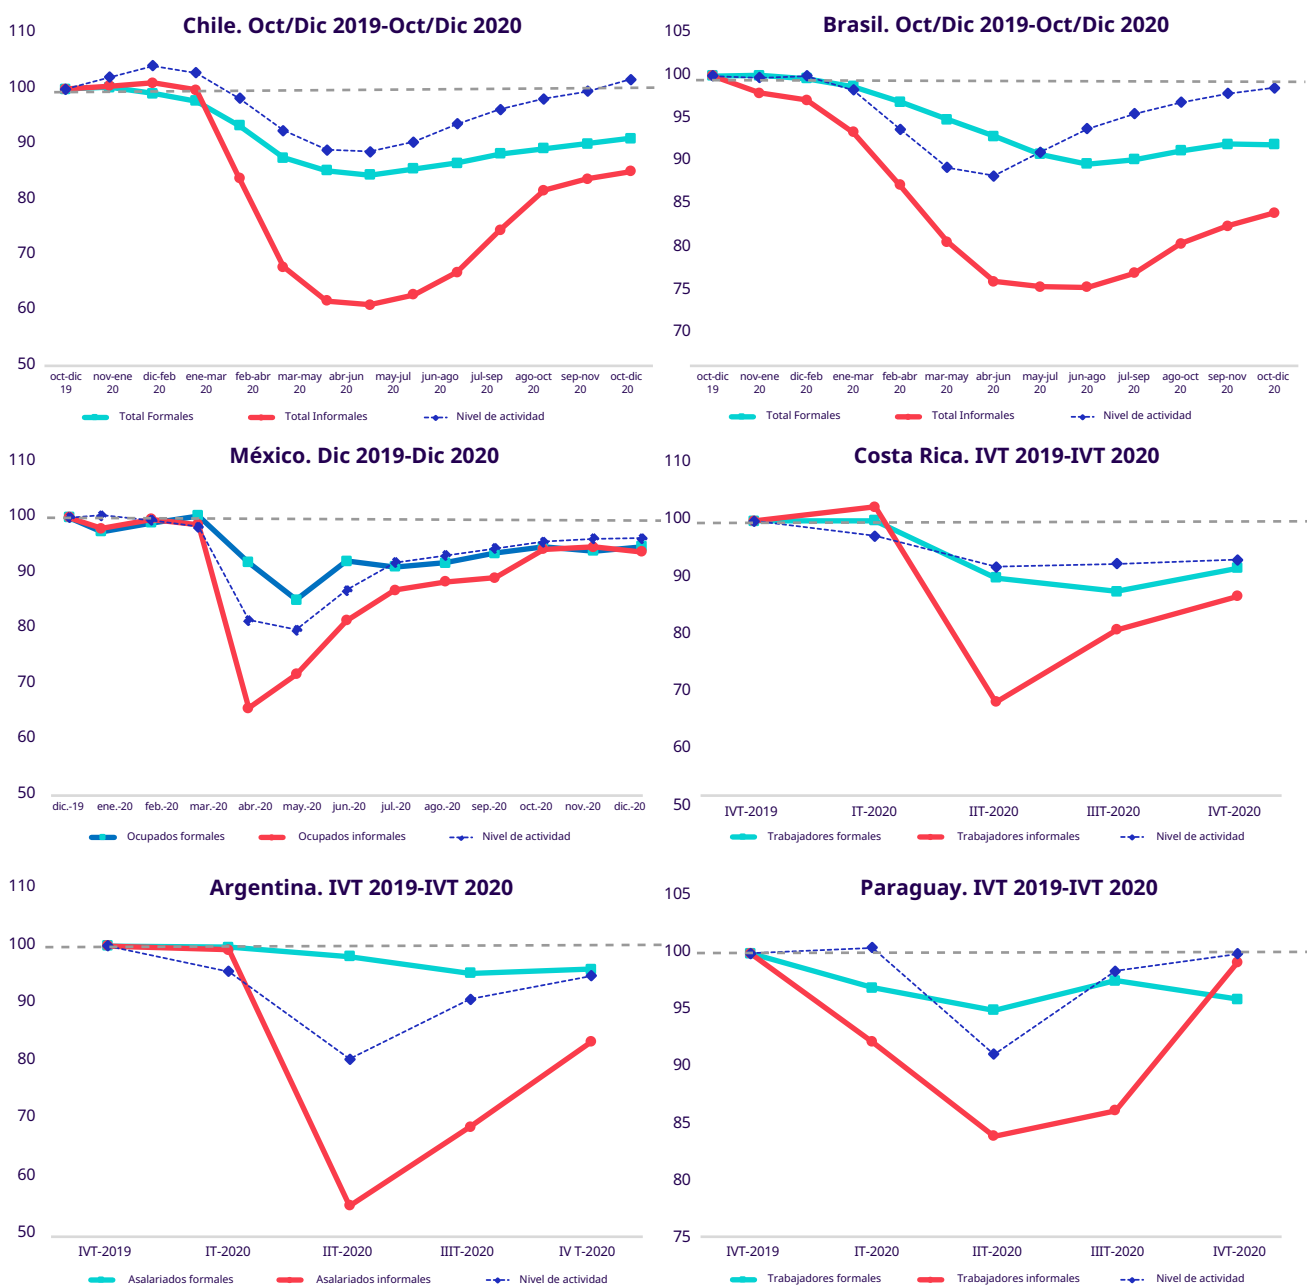 Chile. Oct/Dic 2019-Oct/Dic 2020
110
100
90
80
70
60
50
oct-dic 19 nov-ene 20 dic-feb 20 ene-mar 20 feb-abr 20 mar-may 20 abr-jun 20 may-jul 20 jun-ago 20 jul-sep 20 ago-oct 20 sep-nov 20 oct-dic 20
Total Formales Total Informales Nivel de actividad
Brasil. Oct/Dic 2019-Oct/Dic 2020
105
100
95
90
85
80
75
70
oct-dic 19 nov-ene 20 dic-feb 20 ene-mar 20 feb-abr 20 mar-may 20 abr-jun 20 may-jul 20 jun-ago 20 jul-sep 20 ago-oct 20 sep-nov 20 oct-dic 20
Total Formales Total Informales Nivel de actividad
México. Dic 2019-Dic 2020
110
100
90
80
70
60
50
dic.-19 ene.-20 feb.-20 mar.-20 abr.-20 may.-20 jun.-20 jul.-20 ago.-20 sep.-20 oct.-20 nov.-20 dic.-20
Ocupados formales Ocupados informales Nivel de actividad
Costa Rica. IVT 2019-IVT 2020
110
100
90
80
70
60
50
IVT-2019 IT-2020 IIT-2020 IIIT-2020 IVT-2020
Trabajadores formales Trabajadores informales Nivel de actividad
Argentina. IVT 2019-IVT 2020
110
100
90
80
70
60
50
IVT-2019 IT-2020 IIT-2020 IIIT-2020 IV T-2020
Asalariados formales Asalariados informales Nivel de actividad
Paraguay. IVT 2019-IVT 2020
105
100
95
90
85
80
75
IVT-2019 IT-2020 IIT-2020 IIIT-2020 IVT-2020
Trabajadores formales Trabajadores informales Nivel de actividad